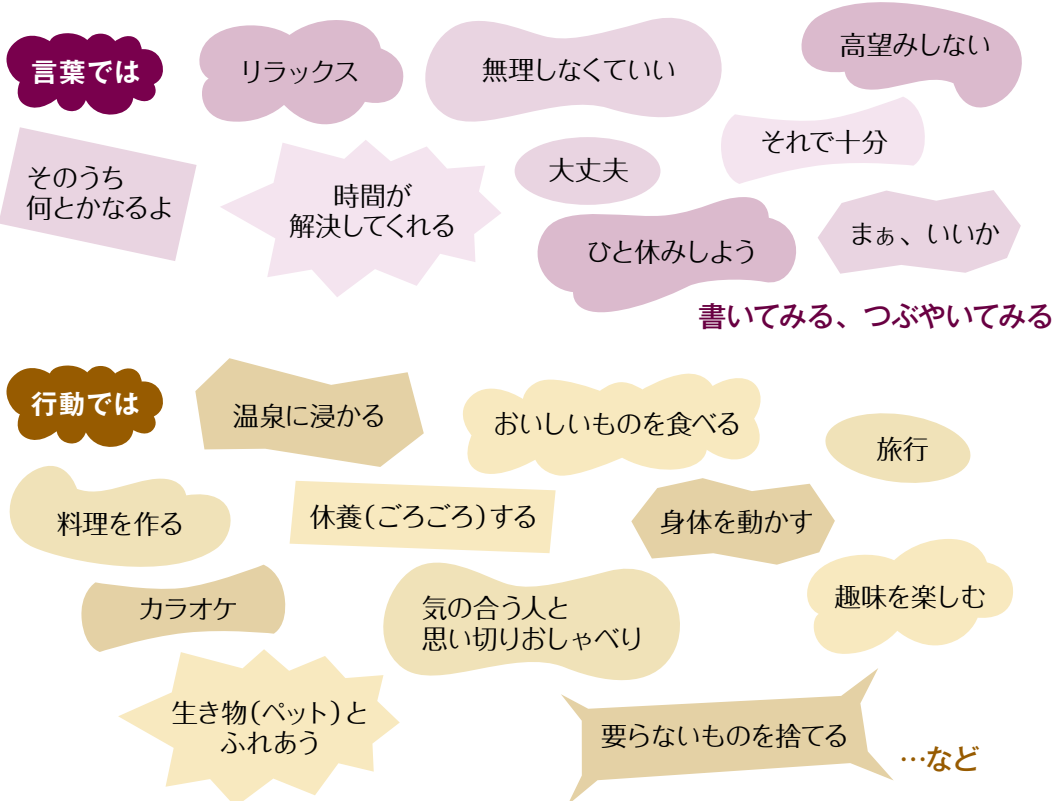 言葉では
リラックス
無理しなくていい
高望みしない
そのうち
何とかなるよ
時間が
解決してくれる
大丈夫
それで十分
ひと休みしよう
まぁ、いいか
書いてみる、つぶやいてみる
行動では
温泉に浸かる
おいしいものを食べる
旅行
料理を作る
休養(ごろごろ)する
身体を動かす
カラオケ
気の合う人と
思い切りおしゃべり
趣味を楽しむ
生き物(ペット)と
ふれあう
要らないものを捨てる
…など